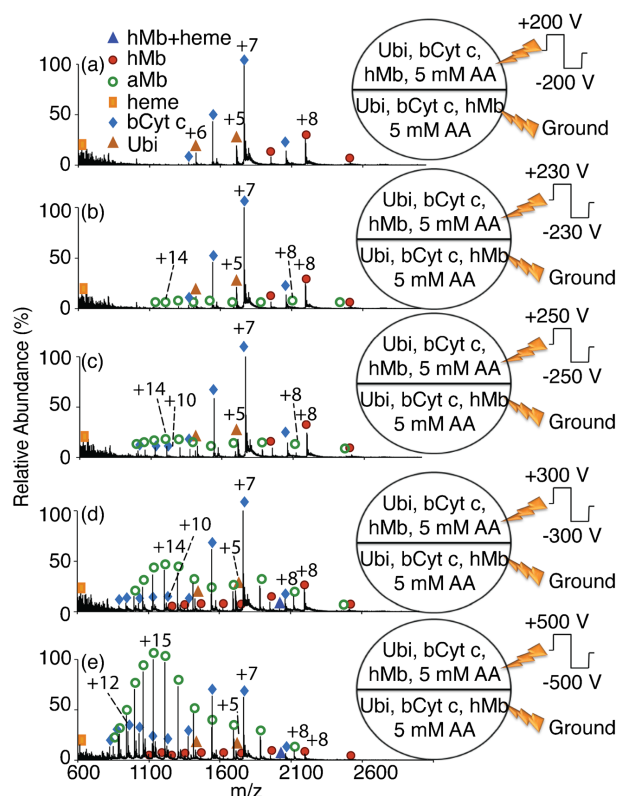 (a)
hMb+heme
hMb
aMb
heme
bCyt c
Ubi
100
50
0
+6
+5
+7
+8
Ubi, bCyt c,
hMb, 5 mM AA
Ubi, bCyt c, hMb
5 mM AA
+200 V
-200 V
Ground
(b)
100
50
0
+14
+5
+7
+8
+8
Ubi, bCyt c,
hMb, 5 mM AA
Ubi, bCyt c, hMb
5 mM AA
+230 V
-230 V
Ground
Relative Abundance (%)
(c)
100
50
0
+14
+10
+5
+7
+8
+8
Ubi, bCyt c,
hMb, 5 mM AA
Ubi, bCyt c, hMb
5 mM AA
+250 V
-250 V
Ground
(d)
100
50
0
+14
+10
+5
+7
+8
+8
Ubi, bCyt c,
hMb, 5 mM AA
Ubi, bCyt c, hMb
5 mM AA
+300 V
-300 V
Ground
(e)
100
50
0
+12
+15
+5
+7
+8
+8
Ubi, bCyt c,
hMb, 5 mM AA
Ubi, bCyt c, hMb
5 mM AA
+500 V
-500 V
Ground
600 1100 1600 2100 2600
m/z